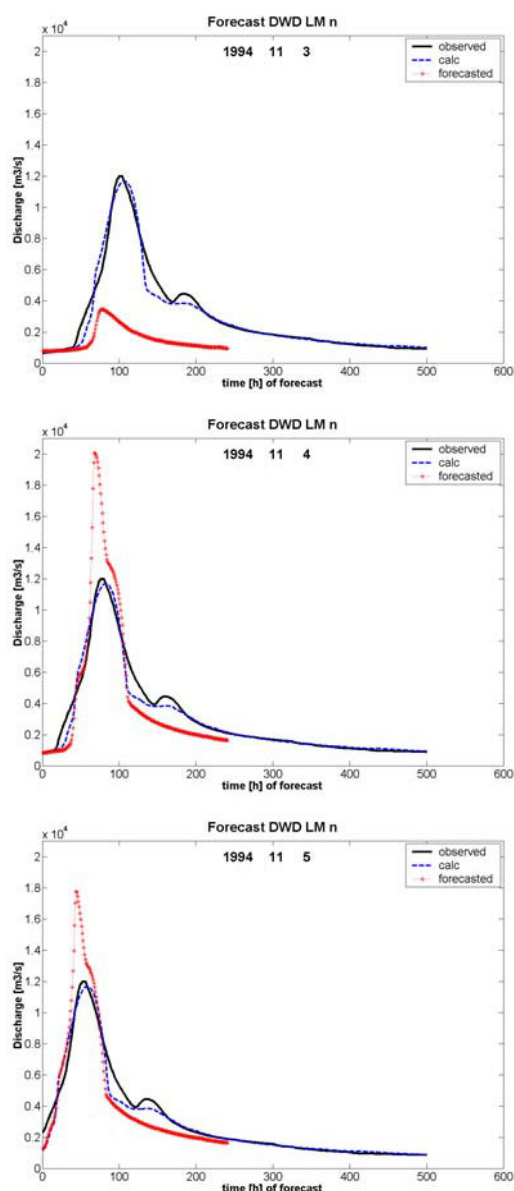 Forecast DWD LM n
x 10⁴
1994 11 3
observed
calc
forecasted
2
1.8
1.6
1.4
1.2
1
0.8
0.6
0.4
0.2
0
Discharge [m3/s]
0 100 200 300 400 500 600
time [h] of forecast
Forecast DWD LM n
x 10⁴
1994 11 4
observed
calc
forecasted
2
1.8
1.6
1.4
1.2
1
0.8
0.6
0.4
0.2
0
Discharge [m3/s]
0 100 200 300 400 500 600
time [h] of forecast
Forecast DWD LM n
x 10⁴
1994 11 5
observed
calc
forecasted
2
1.8
1.6
1.4
1.2
1
0.8
0.6
0.4
0.2
0
Discharge [m3/s]
0 100 200 300 400 500 600
time [h] of forecast